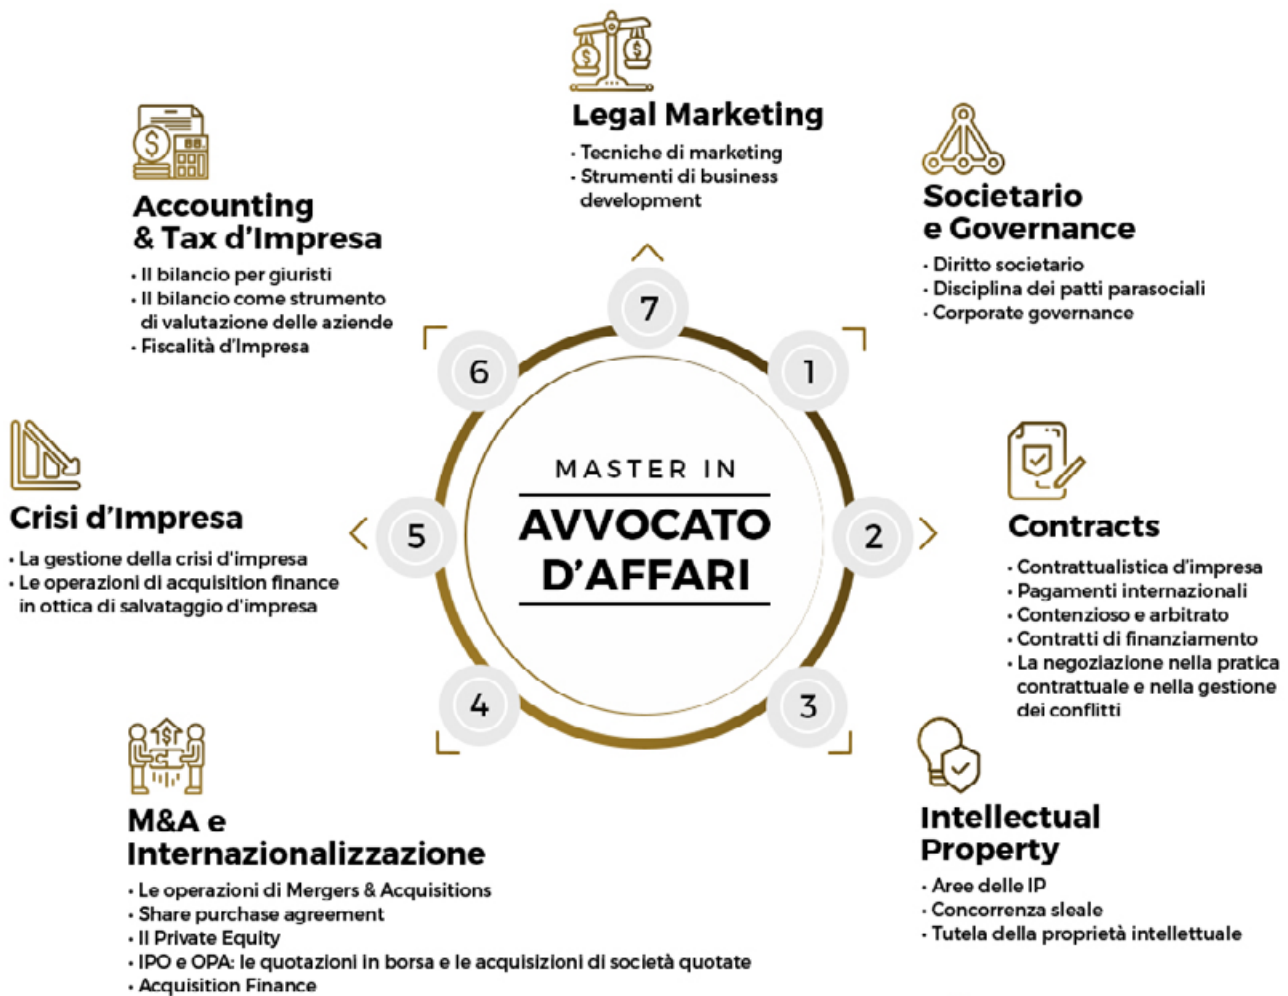 Legal Marketing
· Tecniche di marketing
· Strumenti di business
development
7
Societario
e Governance
· Diritto societario
· Disciplina dei patti parasociali
· Corporate governance
1
Contracts
· Contrattualistica d'impresa
· Pagamenti internazionali
· Contenzioso e arbitrato
· Contratti di finanziamento
· La negoziazione nella pratica
contrattuale e nella gestione
dei conflitti
2
Intellectual
Property
· Aree delle IP
· Concorrenza sleale
· Tutela della proprietà intellettuale
3
M&A e
Internazionalizzazione
· Le operazioni di Mergers & Acquisitions
· Share purchase agreement
· Il Private Equity
· IPO e OPA: le quotazioni in borsa e le acquisizioni di società quotate
· Acquisition Finance
4
Crisi d'Impresa
· La gestione della crisi d'impresa
· Le operazioni di acquisition finance
in ottica di salvataggio d'impresa
5
Accounting
& Tax d'Impresa
· Il bilancio per giuristi
· Il bilancio come strumento
di valutazione delle aziende
· Fiscalità d'Impresa
6
MASTER IN
AVVOCATO
D'AFFARI
$
$
$
$